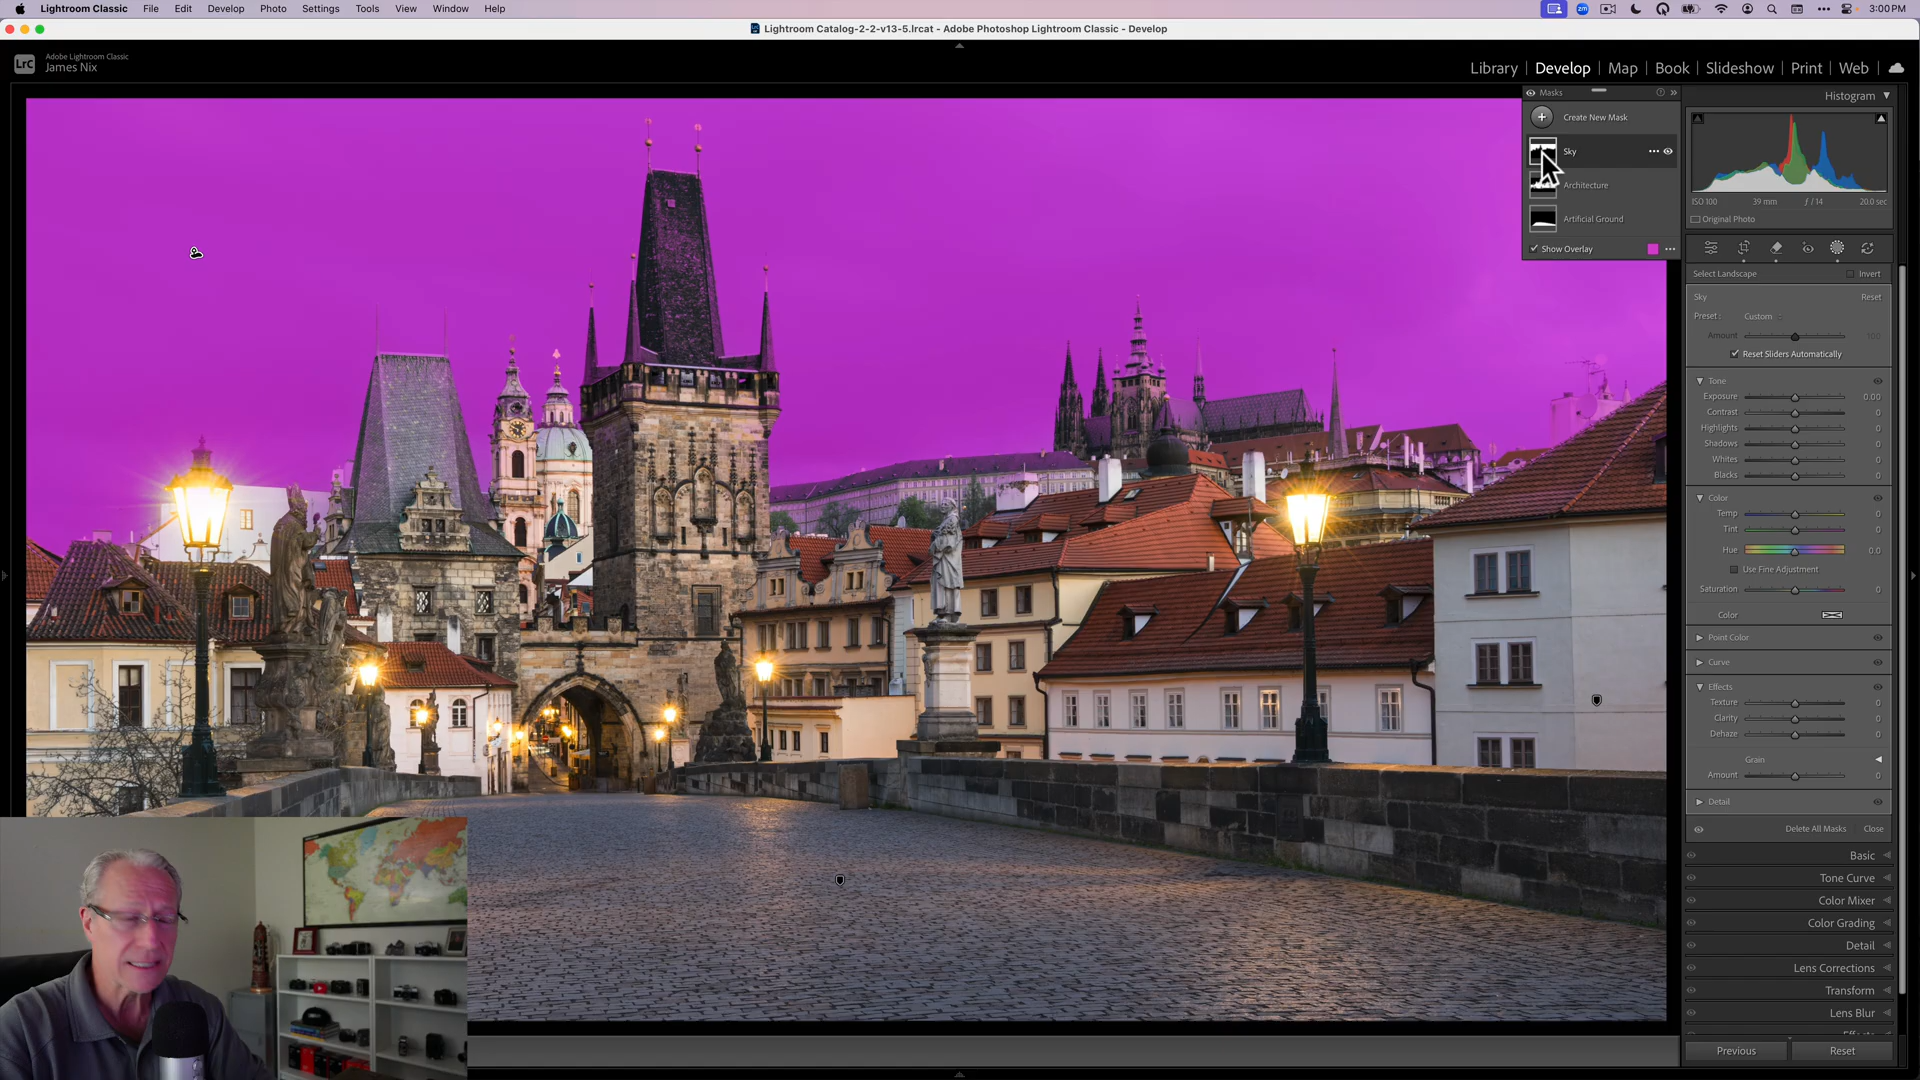 Lightroom Classic File Edit Develop Photo Settings Tools View Window Help 3:00PM
Lightroom Catalog-2-2-v13-5.lrcat - Adobe Photoshop Lightroom Classic - Develop
LrC Adobe Lightroom Classic
James Nix
Library | Develop | Map | Book | Slideshow | Print | Web
Masks
Create New Mask
Sky
Architecture
Artificial Ground
Show Overlay
Histogram
ISO 100 39 mm ƒ / 14 20.0 sec
Original Photo
Select Landscape Invert
Sky Reset
Preset : Custom
Amount 100
Reset Sliders Automatically
Tone
Exposure 0.00
Contrast 0
Highlights 0
Shadows 0
Whites 0
Blacks 0
Color
Temp 0
Tint 0
Hue 0.0
Use Fine Adjustment
Saturation 0
Color
Point Color
Curve
Effects
Texture 0
Clarity 0
Dehaze 0
Grain
Amount 0
Detail
Delete All Masks Close
Basic
Tone Curve
Color Mixer
Color Grading
Detail
Lens Corrections
Transform
Lens Blur
Effects
Previous Reset